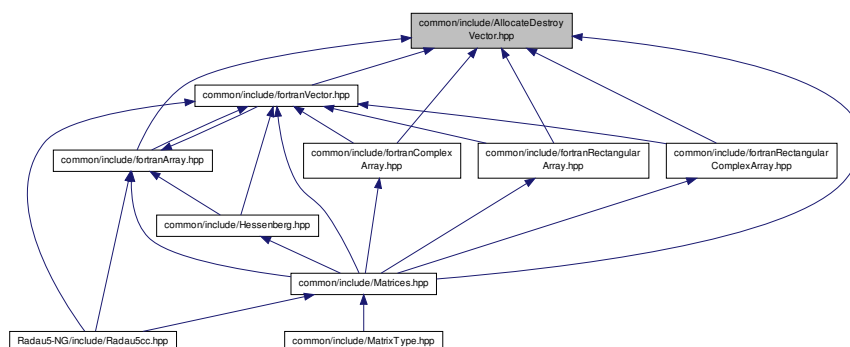 common/include/AllocateDestroy
Vector.hpp
common/include/fortranVector.hpp
common/include/fortranArray.hpp
common/include/fortranComplex
Array.hpp
common/include/fortranRectangular
Array.hpp
common/include/fortranRectangular
ComplexArray.hpp
common/include/Hessenberg.hpp
common/include/Matrices.hpp
Radau5-NG/include/Radau5cc.hpp
common/include/MatrixType.hpp